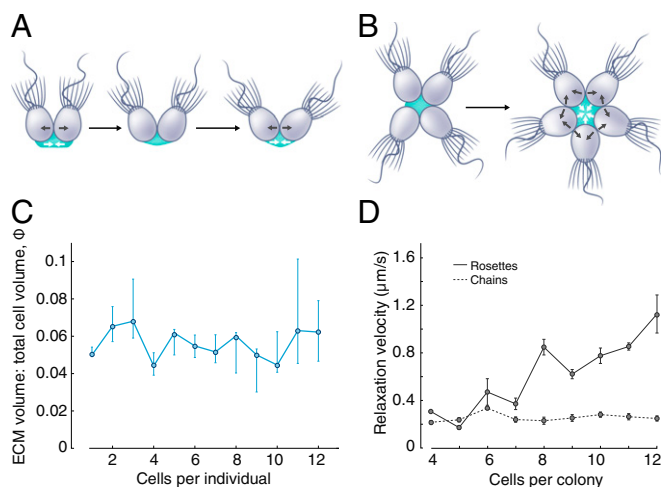 A
B
C
ECM volume: total cell volume, Φ
0.1
0.08
0.06
0.04
0.02
0
2
4
6
8
10
12
Cells per individual
D
Relaxation velocity (µm/s)
1.6
1.2
0.8
0.4
0
Rosettes
Chains
4
5
6
7
8
9
10
11
12
Cells per colony